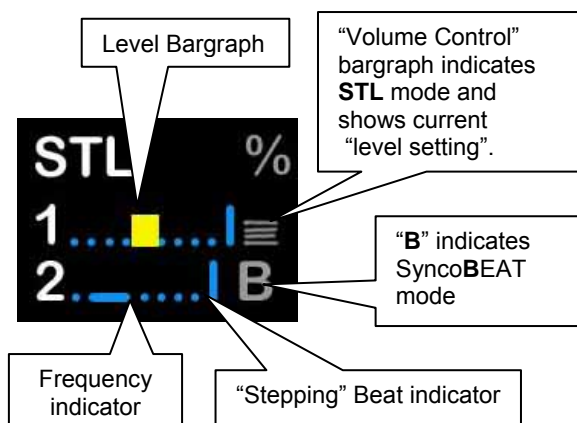 Level Bargraph
“Volume Control”
bargraph indicates
STL mode and
shows current
“level setting”.
STL %
1
2 B
“B” indicates
SyncoBEAT
mode
Frequency
indicator
“Stepping” Beat indicator